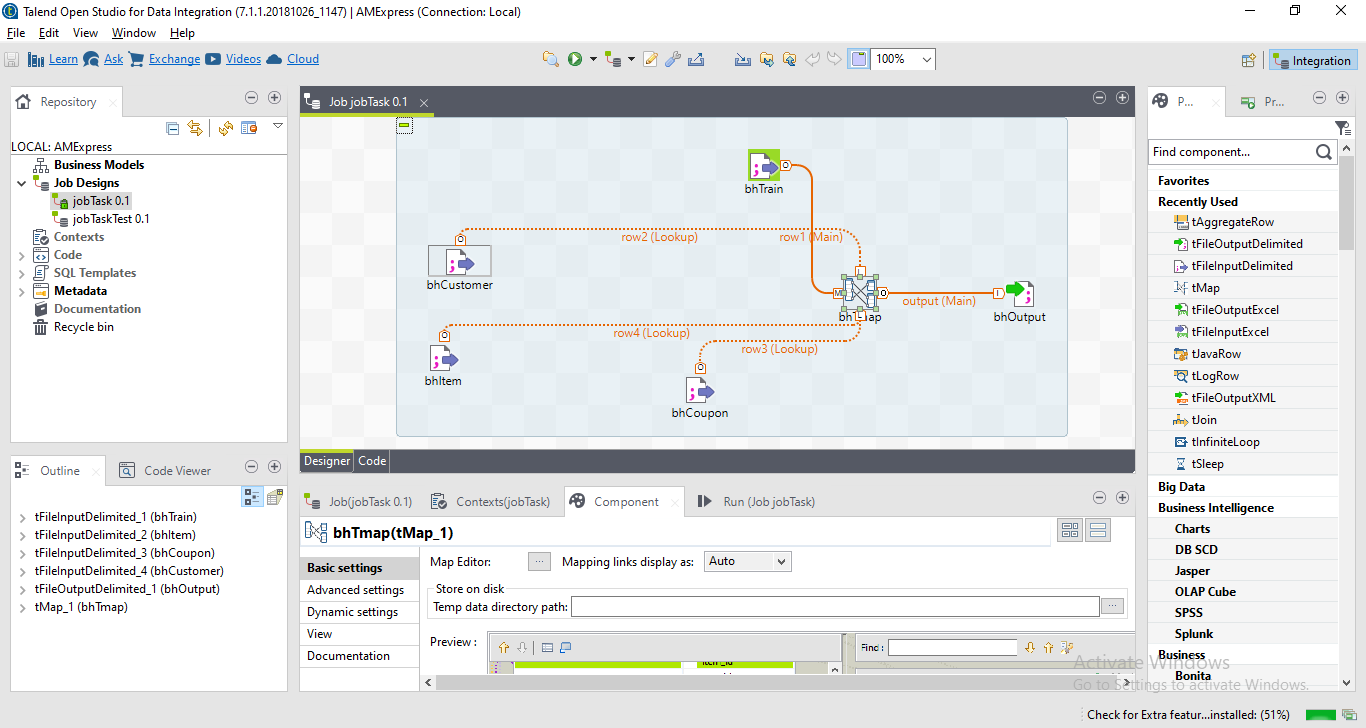 Talend Open Studio for Data Integration (7.1.1.20181026_1147) | AMExpress (Connection: Local)
File Edit View Window Help
Learn Ask Exchange Videos Cloud
100%
Integration
Repository
LOCAL: AMExpress
Business Models
Job Designs
jobTask 0.1
jobTaskTest 0.1
Contexts
Code
SQL Templates
Metadata
Documentation
Recycle bin
Outline
Code Viewer
tFileInputDelimited_1 (bhTrain)
tFileInputDelimited_2 (bhItem)
tFileInputDelimited_3 (bhCoupon)
tFileInputDelimited_4 (bhCustomer)
tFileOutputDelimited_1 (bhOutput)
tMap_1 (bhTmap)
Job jobTask 0.1
bhTrain
row2 (Lookup)
row1 (Main)
bhCustomer
output (Main)
bhOutput
row4 (Lookup)
row3 (Lookup)
bhItem
bhCoupon
Designer Code
Job(jobTask 0.1)
Contexts(jobTask)
Component
Run (Job jobTask)
bhTmap(tMap_1)
Basic settings
Advanced settings
Dynamic settings
View
Documentation
Map Editor:
...
Mapping links display as:
Auto
Store on disk
Temp data directory path:
...
Preview :
Find :
P...
Pr...
Find component...
Favorites
Recently Used
tAggregateRow
tFileOutputDelimited
tFileInputDelimited
tMap
tFileOutputExcel
tFileInputExcel
tJavaRow
tLogRow
tFileOutputXML
tJoin
tInfiniteLoop
tSleep
Big Data
Business Intelligence
Charts
DB SCD
Jasper
OLAP Cube
SPSS
Splunk
Business
Bonita
Activate Windows
Go to Settings to activate Windows.
Check for Extra featur...installed: (51%)